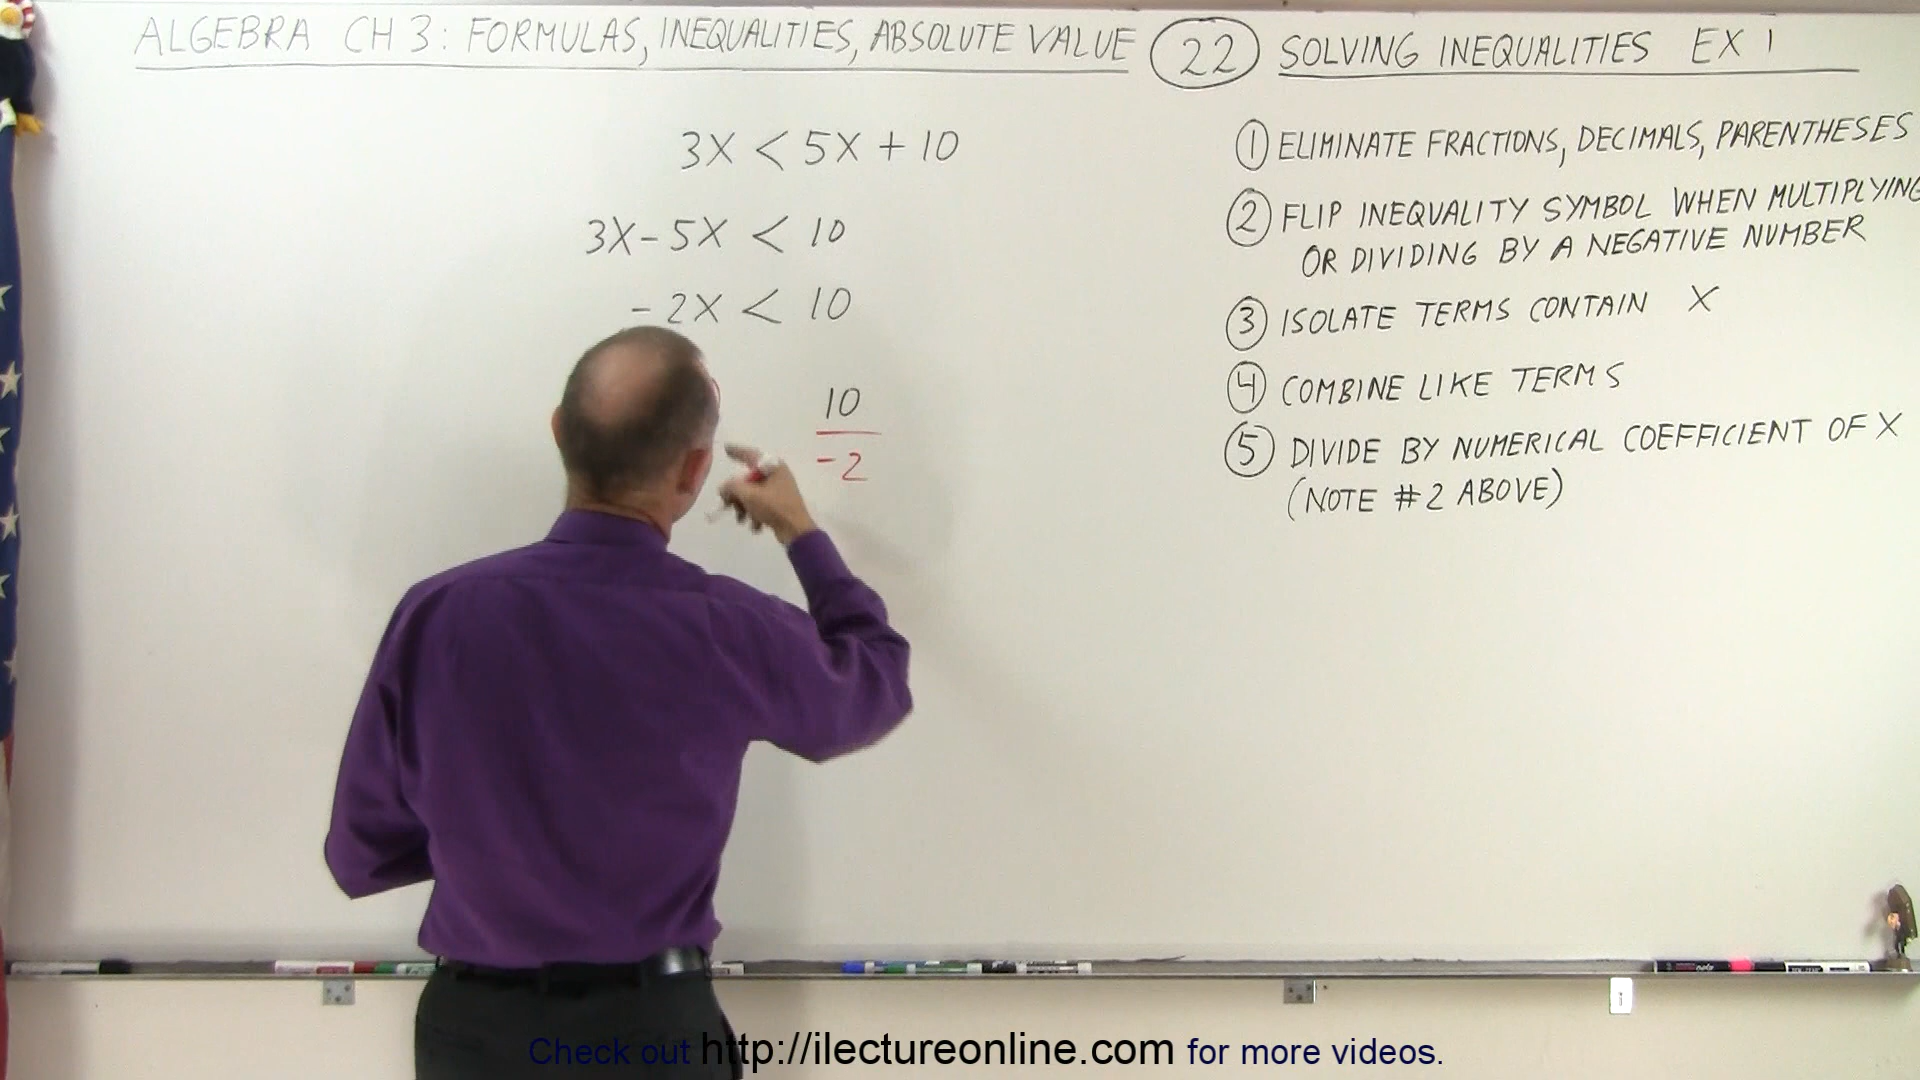 ALGEBRA CH 3: FORMULAS, INEQUALITIES, ABSOLUTE VALUE 22 SOLVING INEQUALITIES EX 1
3X < 5X + 10
3X - 5X < 10
- 2X < 10
10
-2
① ELIMINATE FRACTIONS, DECIMALS, PARENTHESES
② FLIP INEQUALITY SYMBOL WHEN MULTIPLYING
OR DIVIDING BY A NEGATIVE NUMBER
③ ISOLATE TERMS CONTAIN X
④ COMBINE LIKE TERMS
⑤ DIVIDE BY NUMERICAL COEFFICIENT OF X
(NOTE #2 ABOVE)
Check out http://ilectureonline.com for more videos.